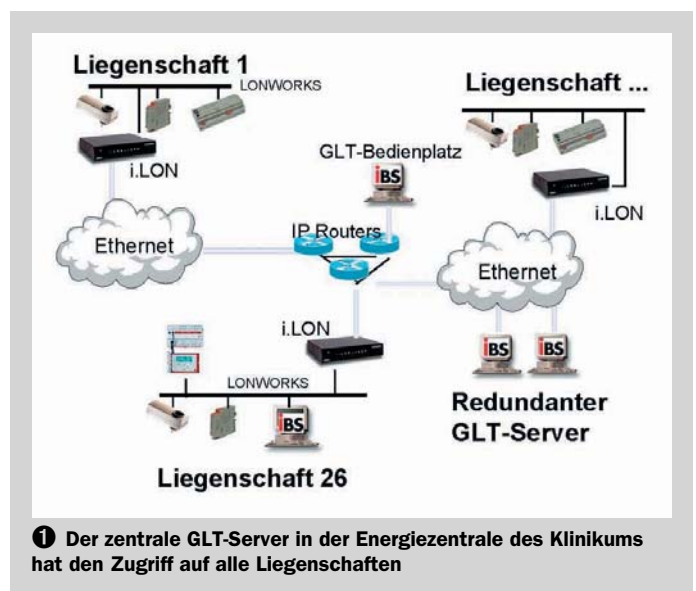 Liegenschaft 1
LONWORKS
i.LON
Ethernet
GLT-Bedienplatz
iBS
IP Routers
Liegenschaft ...
i.LON
Ethernet
iBS
iBS
Redundanter
GLT-Server
i.LON
LONWORKS
iBS
Liegenschaft 26
❶ Der zentrale GLT-Server in der Energiezentrale des Klinikums
hat den Zugriff auf alle Liegenschaften